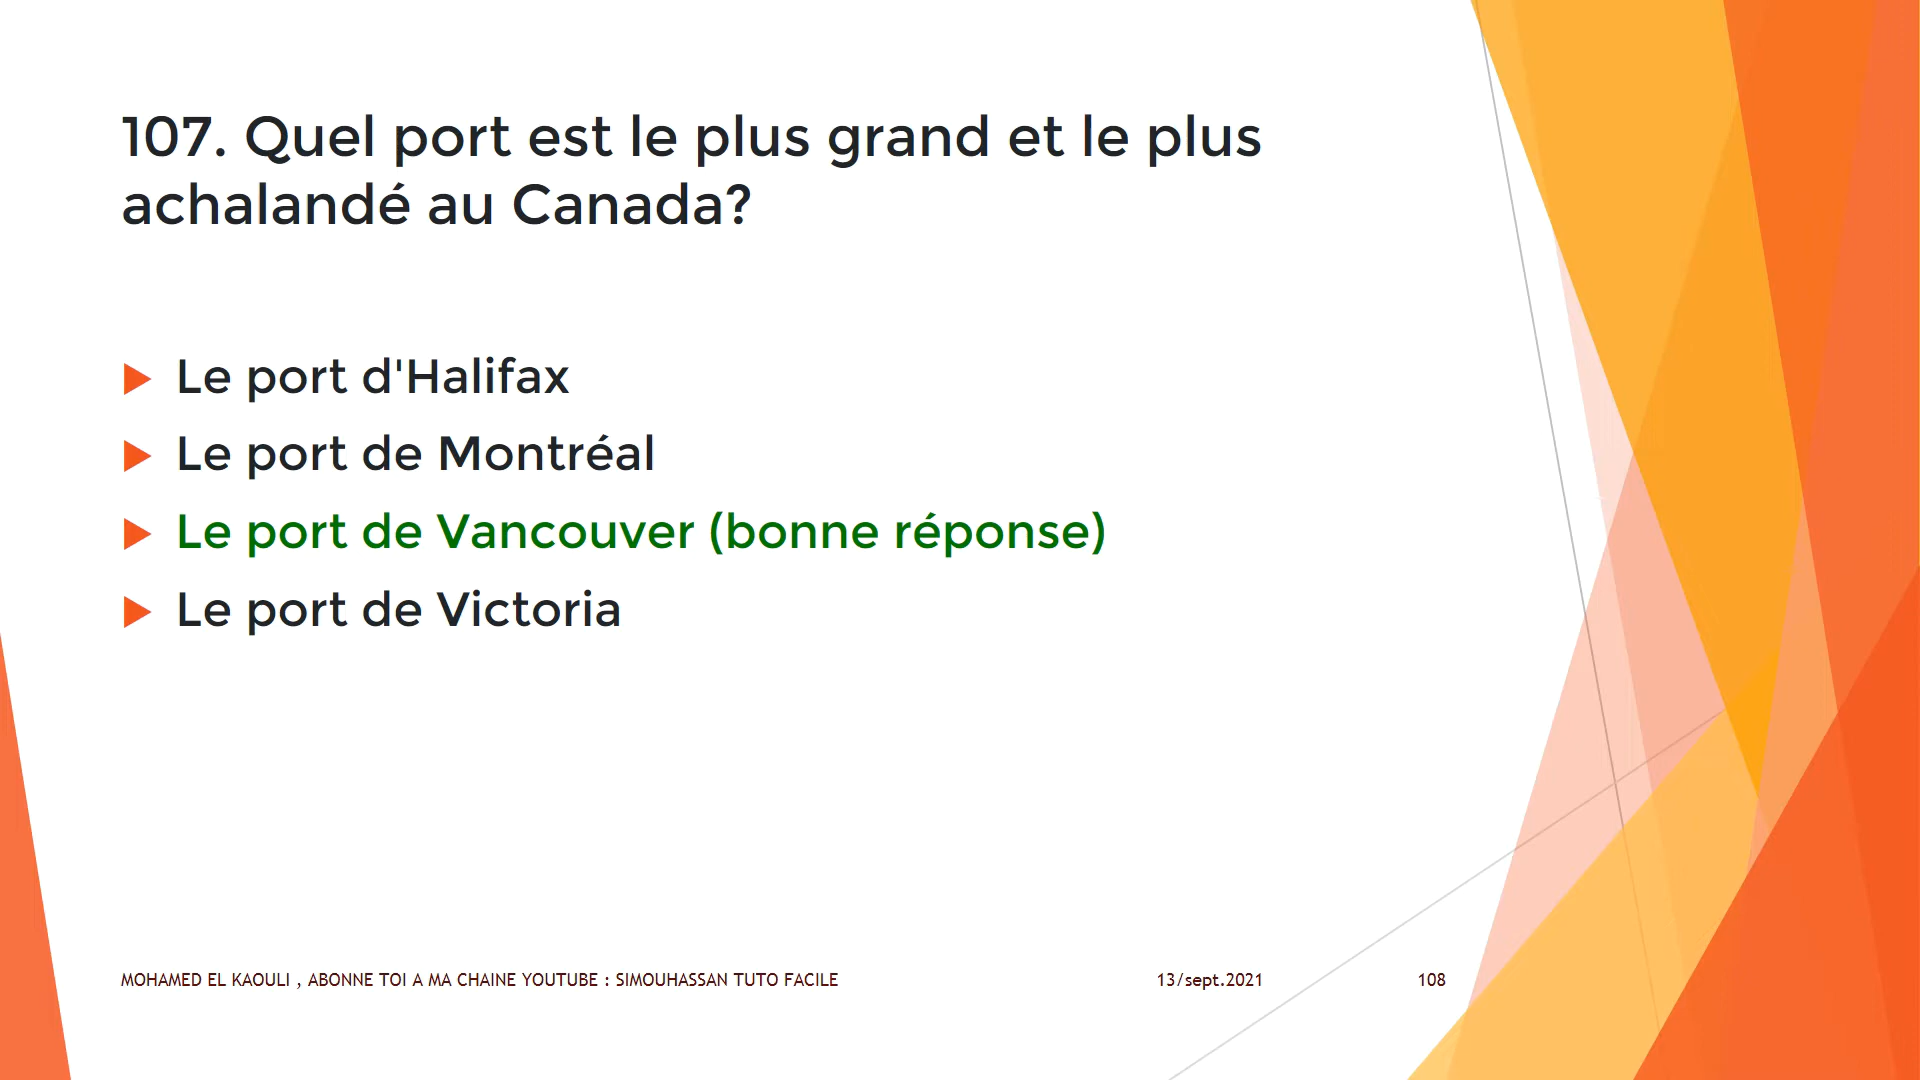 107. Quel port est le plus grand et le plus
achalandé au Canada?
Le port d'Halifax
Le port de Montréal
Le port de Vancouver (bonne réponse)
Le port de Victoria
MOHAMED EL KAOULI , ABONNE TOI A MA CHAINE YOUTUBE : SIMOUHASSAN TUTO FACILE
13/sept.2021
108